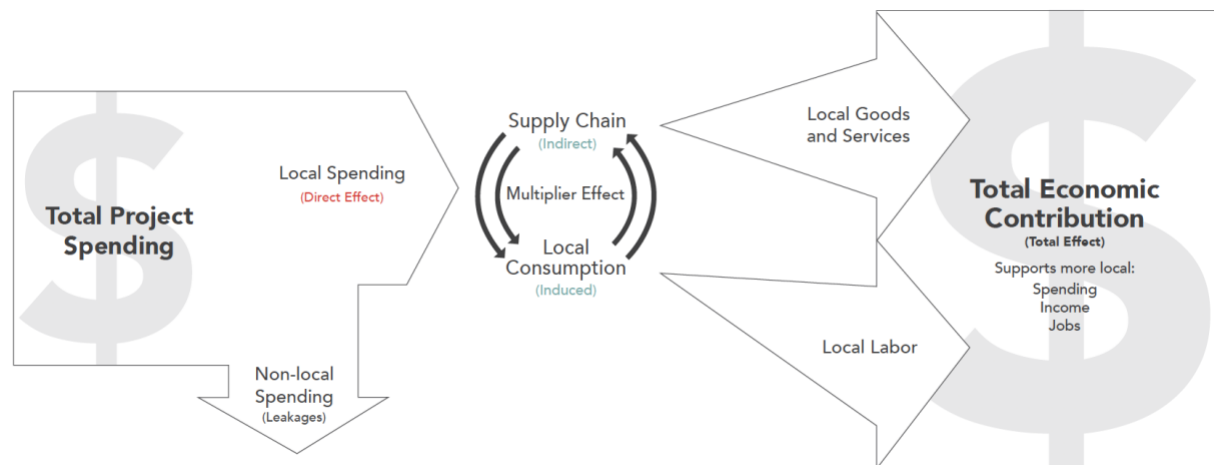 Total Project
Spending
Local Spending
(Direct Effect)
Non-local
Spending
(Leakages)
Supply Chain
(Indirect)
Multiplier Effect
Local
Consumption
(Induced)
Local Goods
and Services
Local Labor
Total Economic
Contribution
(Total Effect)
Supports more local:
Spending
Income
Jobs